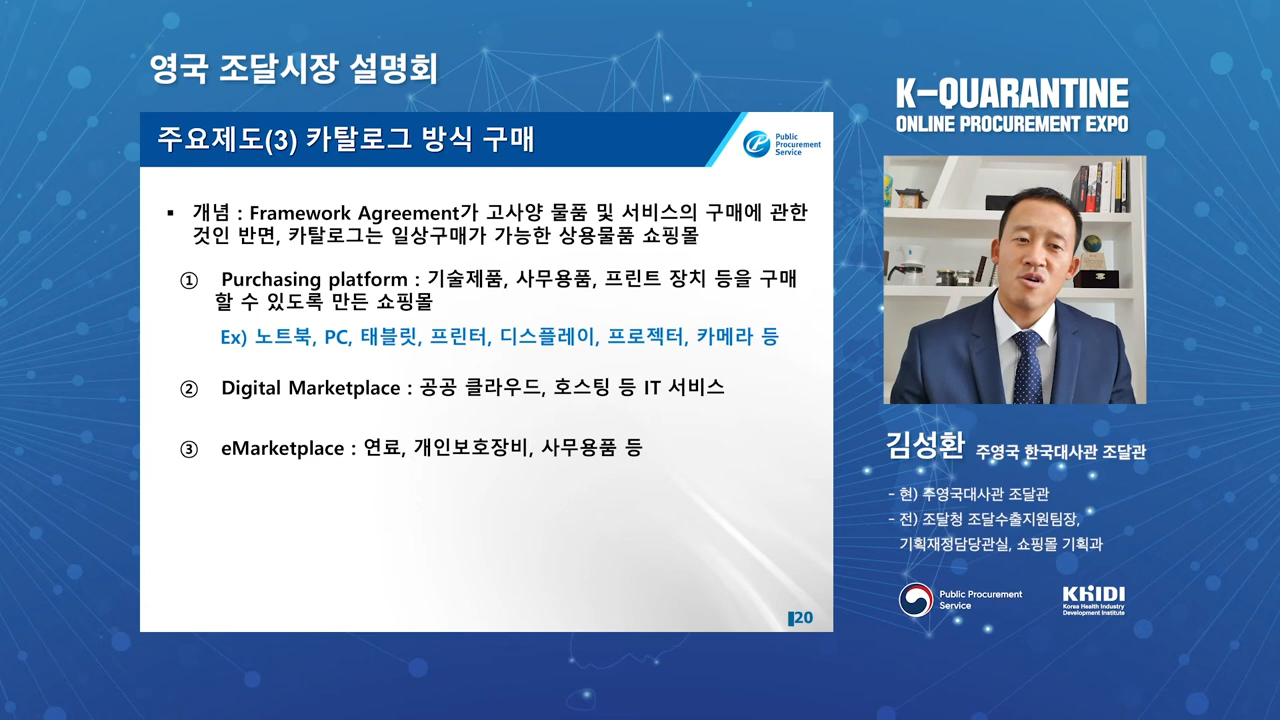 영국 조달시장 설명회
주요제도(3) 카탈로그 방식 구매
Public
Procurement
Service
▪ 개념 : Framework Agreement가 고사양 물품 및 서비스의 구매에 관한
것인 반면, 카탈로그는 일상구매가 가능한 상용물품 쇼핑몰
① Purchasing platform : 기술제품, 사무용품, 프린트 장치 등을 구매
할 수 있도록 만든 쇼핑몰
Ex) 노트북, PC, 태블릿, 프린터, 디스플레이, 프로젝터, 카메라 등
② Digital Marketplace : 공공 클라우드, 호스팅 등 IT 서비스
③ eMarketplace : 연료, 개인보호장비, 사무용품 등
20
K-QUARANTINE
ONLINE PROCUREMENT EXPO
김성환 주영국 한국대사관 조달관
- 현) 주영국대사관 조달관
- 전) 조달청 조달수출지원팀장,
기획재정담당관실, 쇼핑몰 기획과
Public Procurement
Service
KHIDI
Korea Health Industry
Development Institute